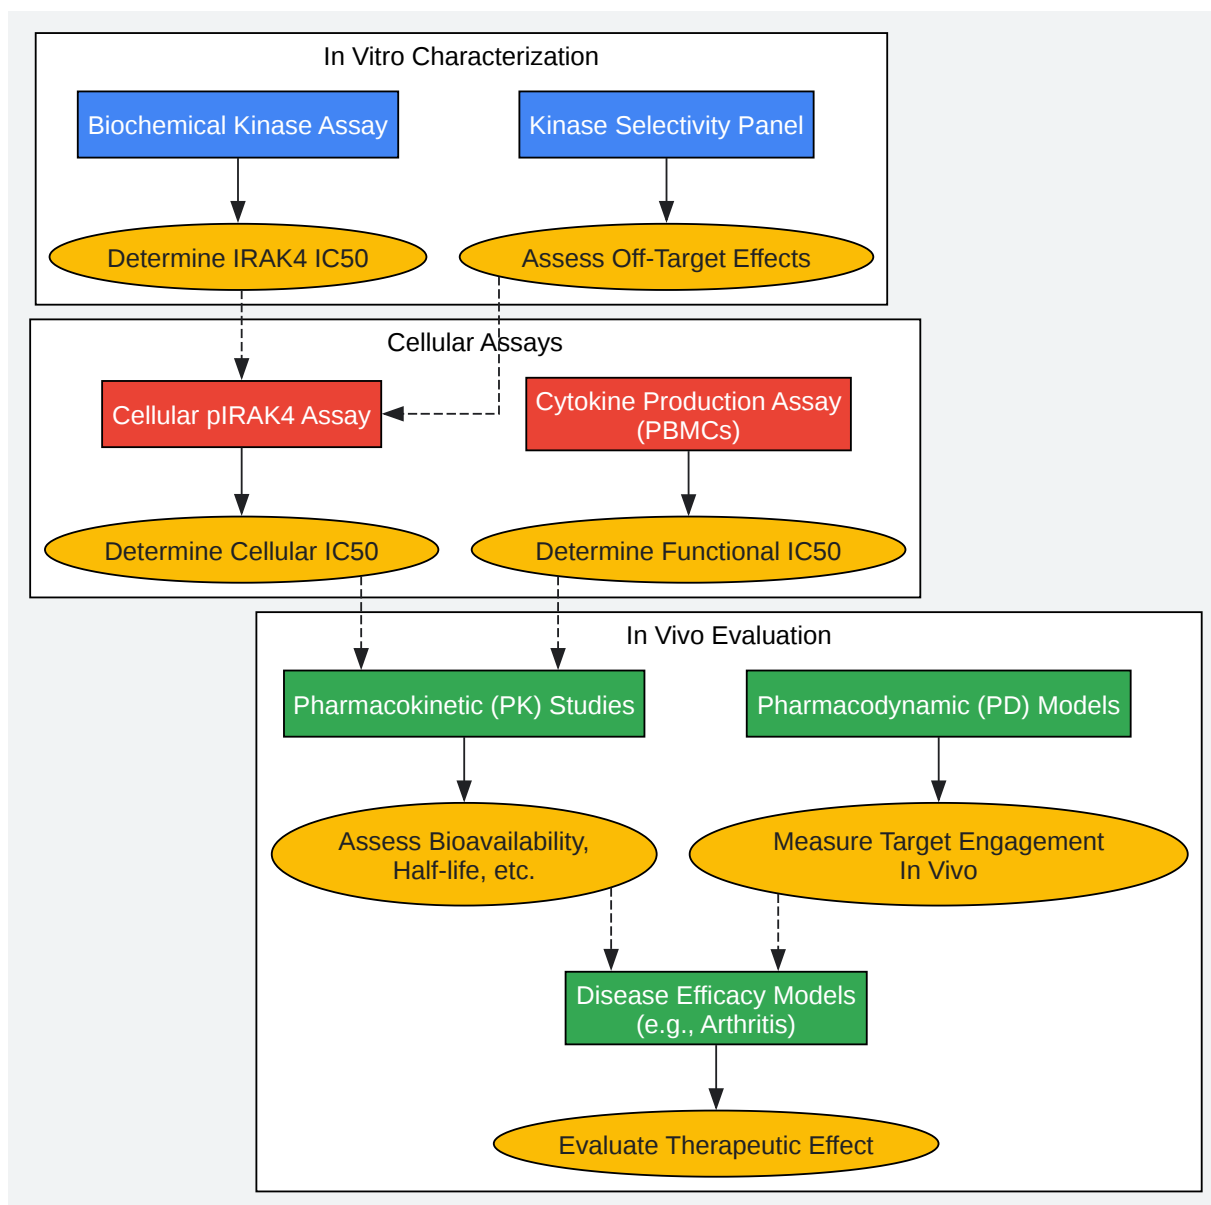 In Vitro Characterization
Biochemical Kinase Assay
Kinase Selectivity Panel
Determine IRAK4 IC50
Assess Off-Target Effects
Cellular Assays
Cellular pIRAK4 Assay
Cytokine Production Assay
(PBMCs)
Determine Cellular IC50
Determine Functional IC50
In Vivo Evaluation
Pharmacokinetic (PK) Studies
Pharmacodynamic (PD) Models
Assess Bioavailability,
Half-life, etc.
Measure Target Engagement
In Vivo
Disease Efficacy Models
(e.g., Arthritis)
Evaluate Therapeutic Effect